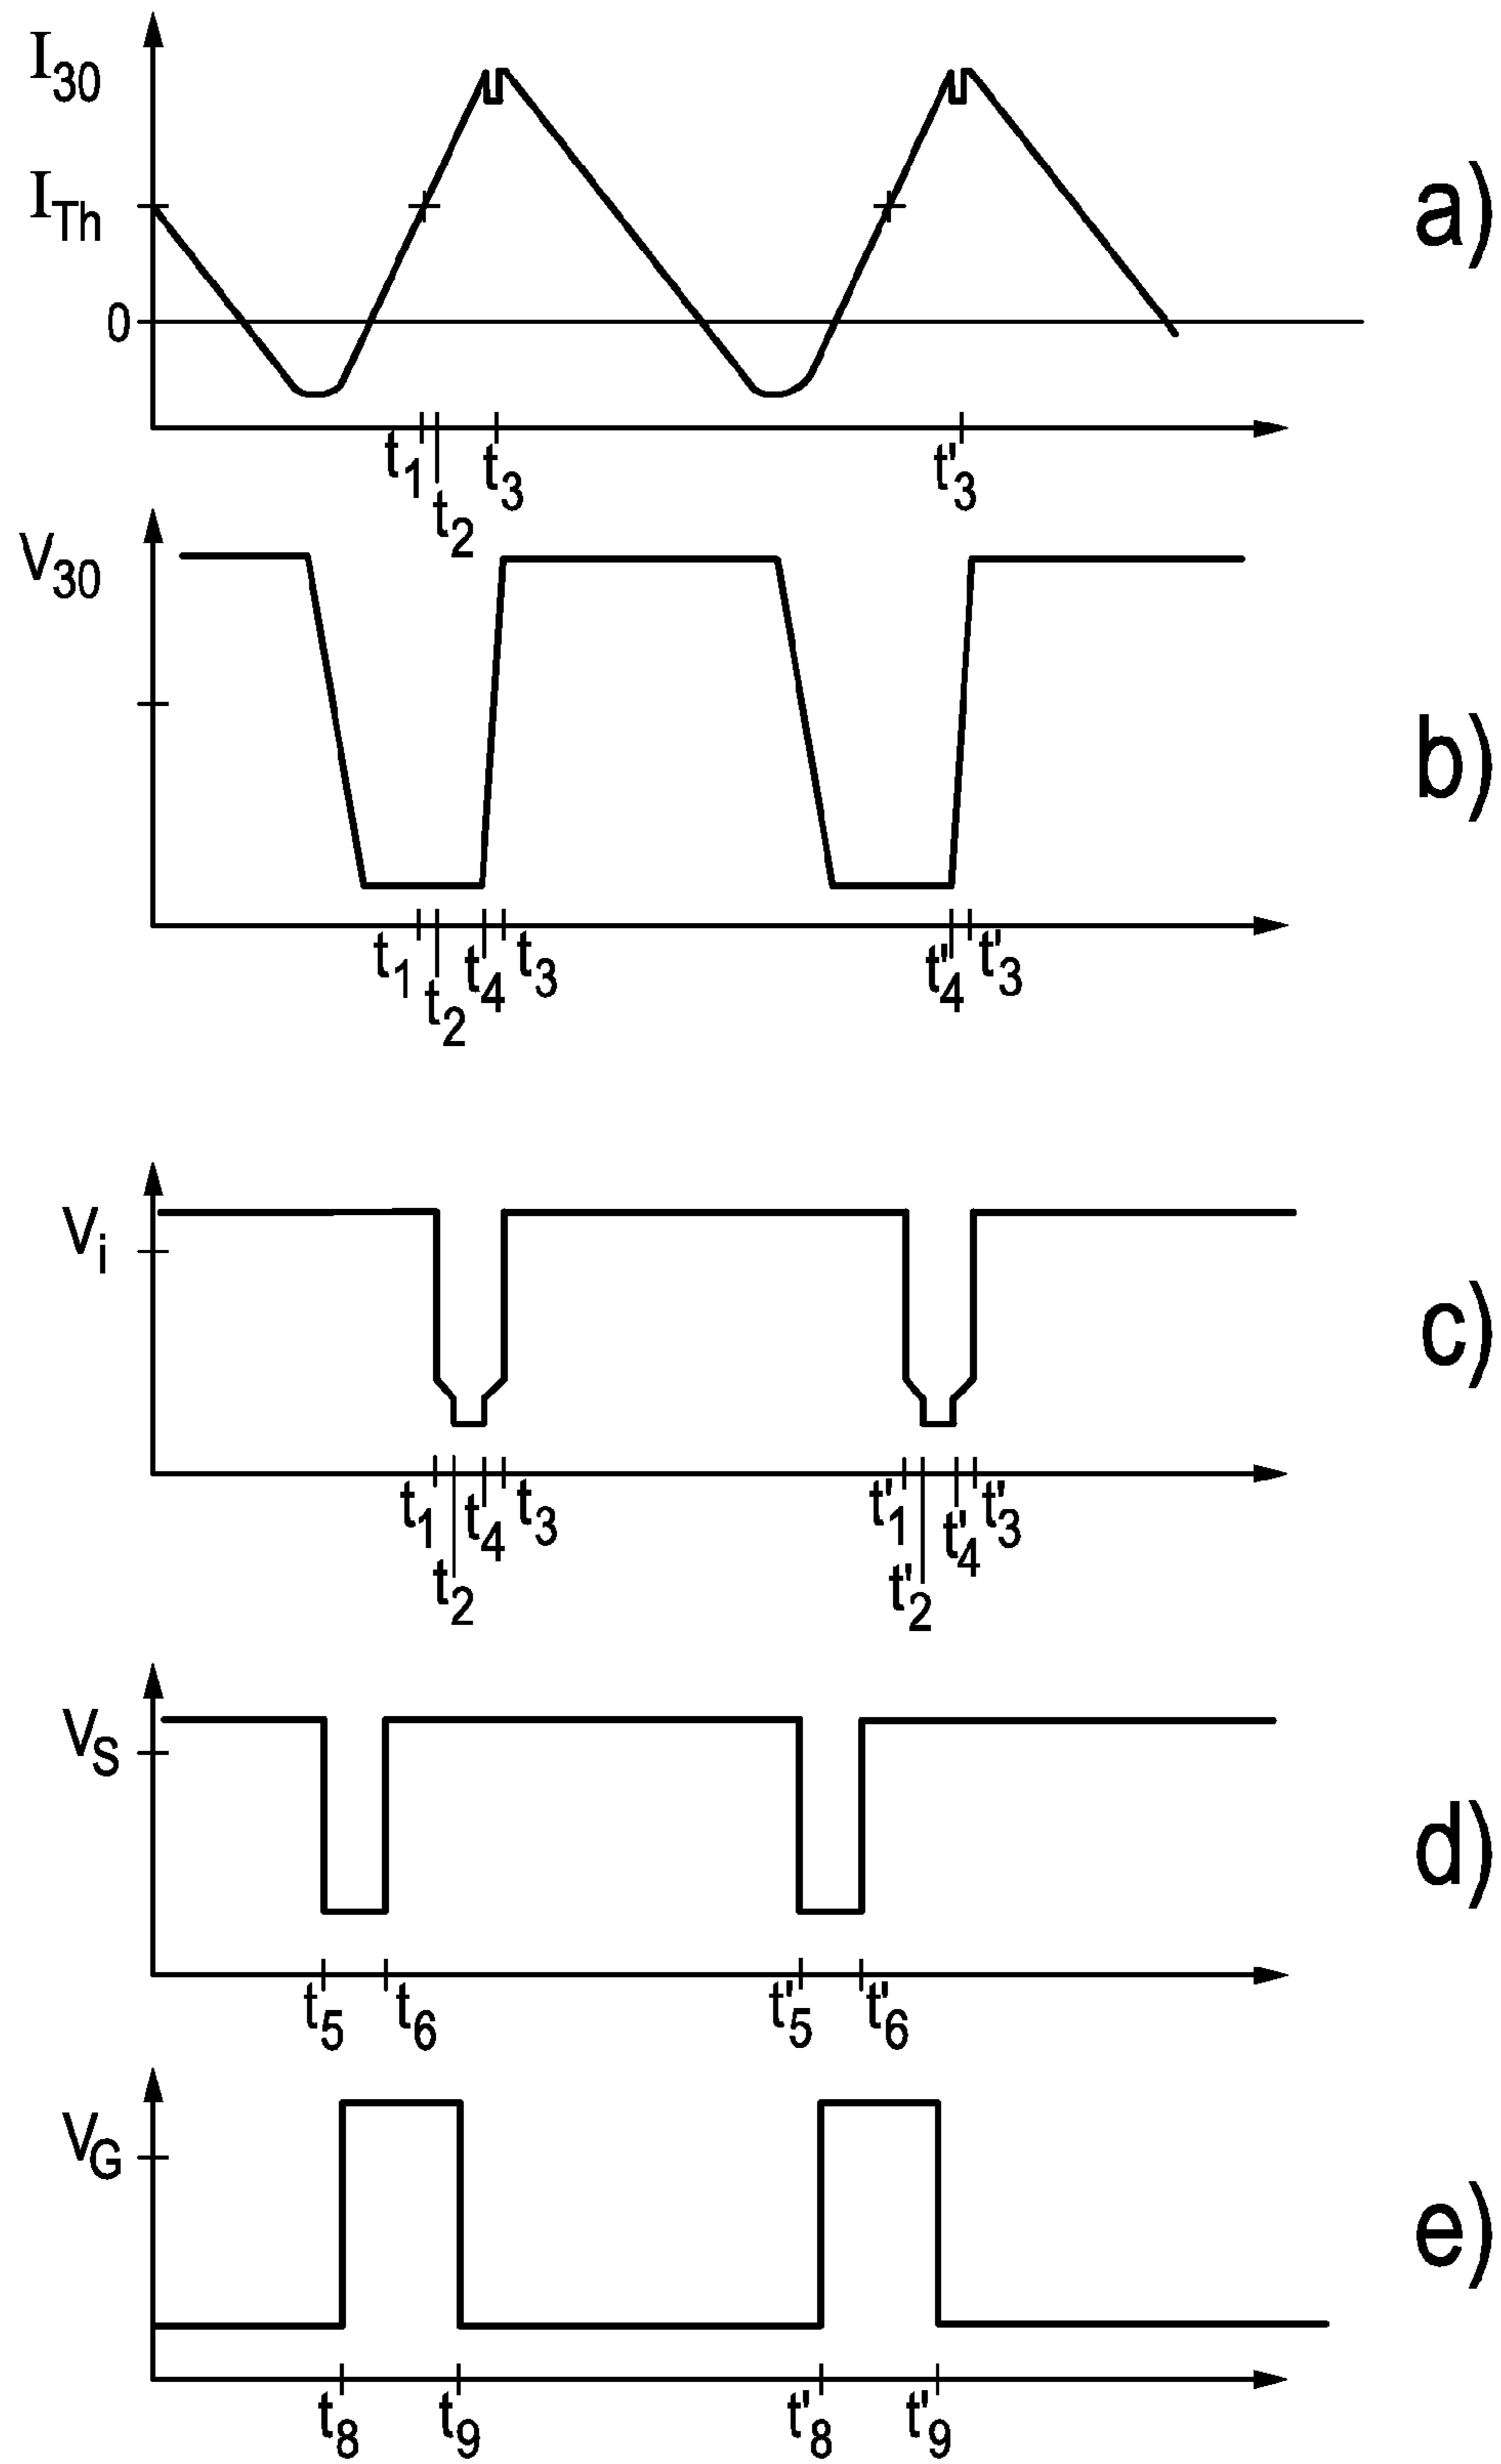 I30
ITh
0
a)
t1 t2 t3 t'3
V30
b)
t1 t2 t4 t3 t'4 t'3
Vi
c)
t1 t2 t4 t3 t'1 t'2 t'4 t'3
VS
d)
t5 t6 t'5 t'6
VG
e)
t8 t9 t'8 t'9